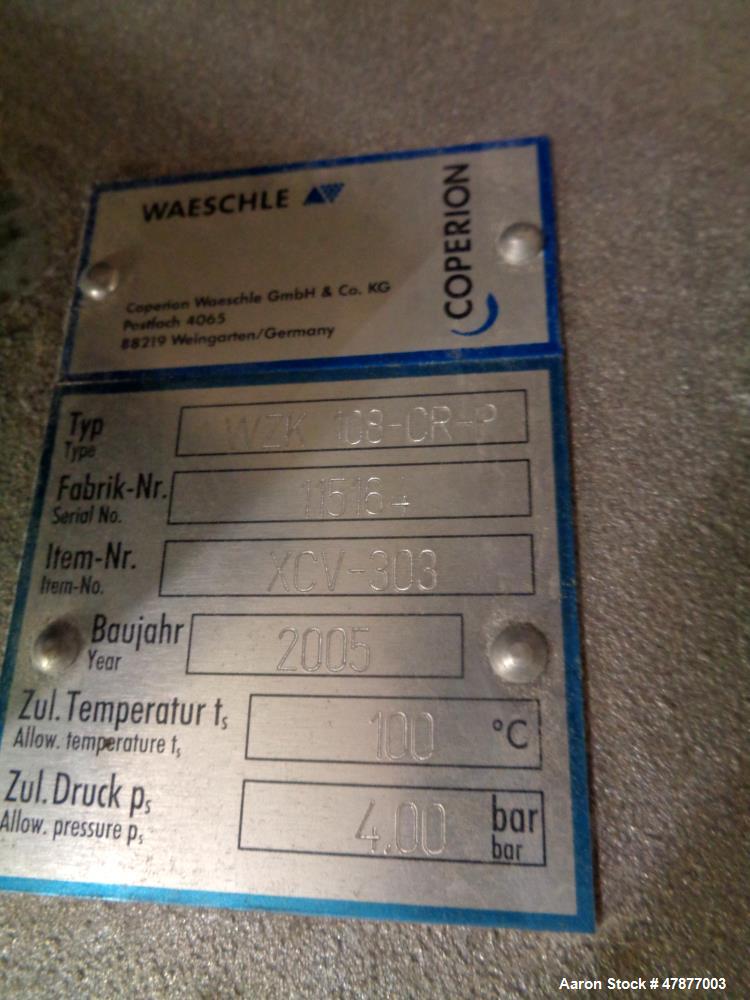 WAESCHLE
COPERION
Coperion Waeschle GmbH & Co. KG
Postfach 4065
88219 Weingarten/Germany
Typ WZK 108-CR-P
Type
Fabrik-Nr. 115164
Serial No.
Item-Nr. XCV-303
Item-No.
Baujahr 2005
Year
Zul. Temperatur ts 100 °C
Allow. temperature ts
Zul. Druck ps 4.00 bar
Allow. pressure ps bar
Aaron Stock # 47877003